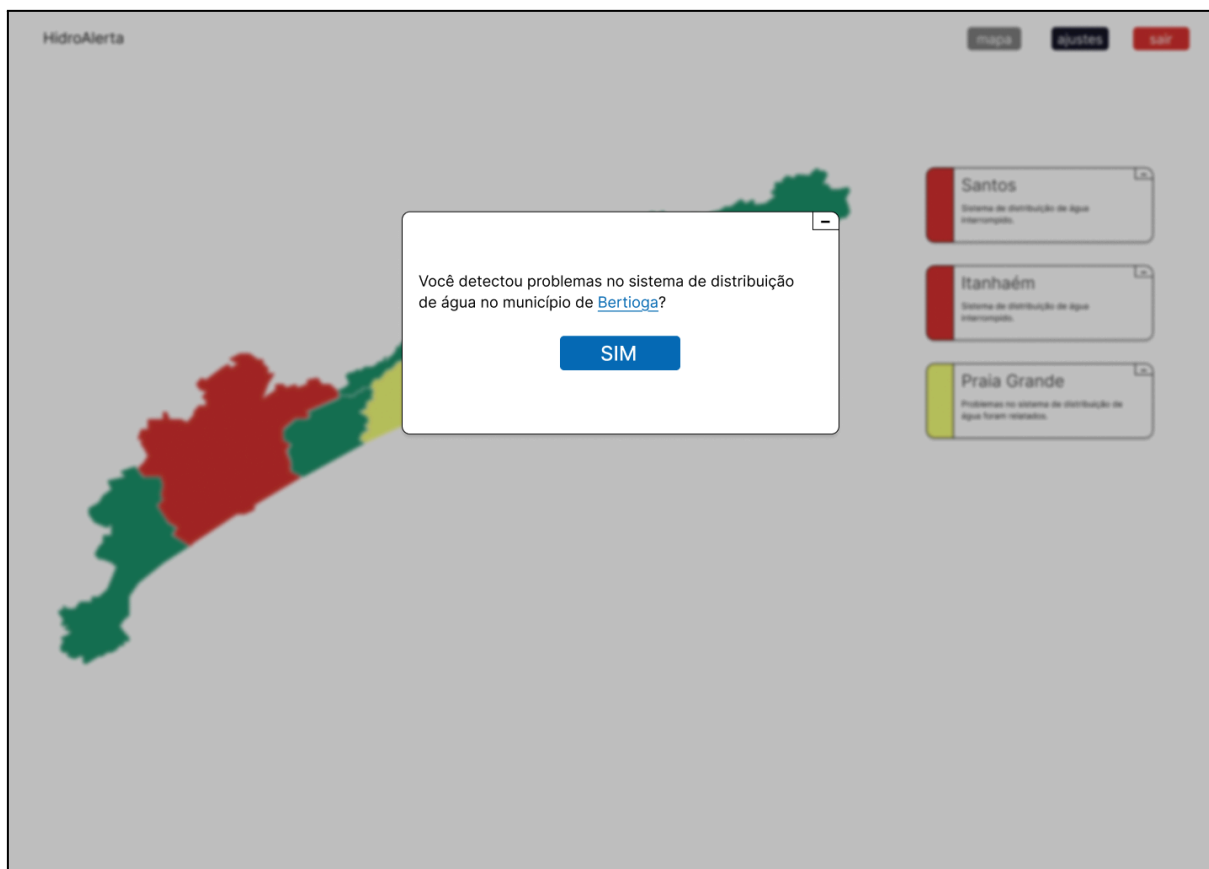 HidroAlerta
mapa
ajustes
sair
Santos
Sistema de distribuição de água
interrompido.
Itanhaém
Sistema de distribuição de água
interrompido.
Praia Grande
Problemas no sistema de distribuição de
água foram relatados.
Você detectou problemas no sistema de distribuição
de água no município de Bertioga?
SIM